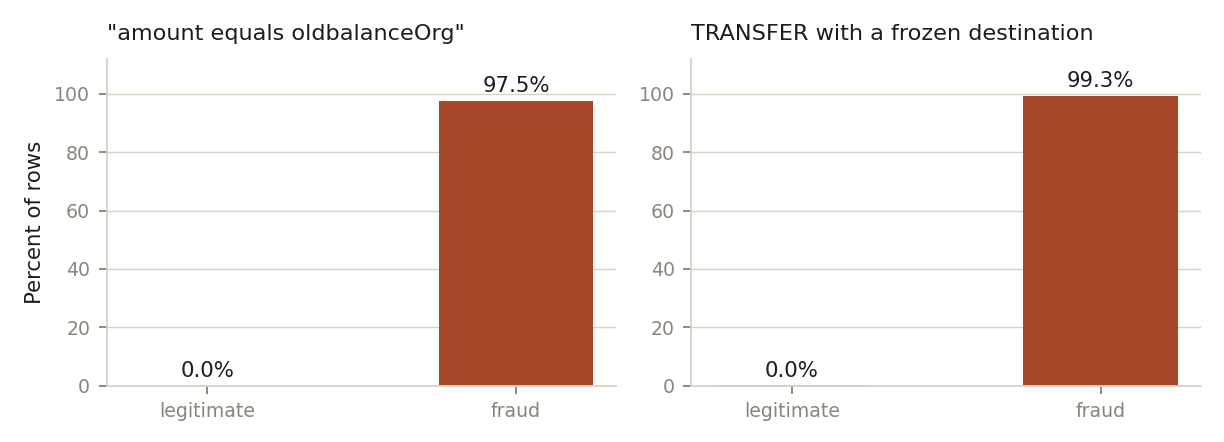 "amount equals oldbalanceOrg"
Percent of rows
100
80
60
40
20
0
97.5%
0.0%
legitimate
fraud
TRANSFER with a frozen destination
100
80
60
40
20
0
99.3%
0.0%
legitimate
fraud